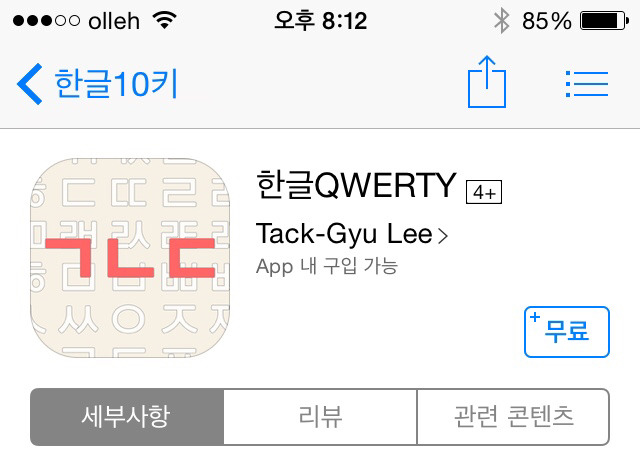 olleh 오후 8:12 85%
한글10키
한글QWERTY 4+
Tack-Gyu Lee
App 내 구입 가능
ㄱㄴㄷ
+무료
세부사항 리뷰 관련 콘텐츠